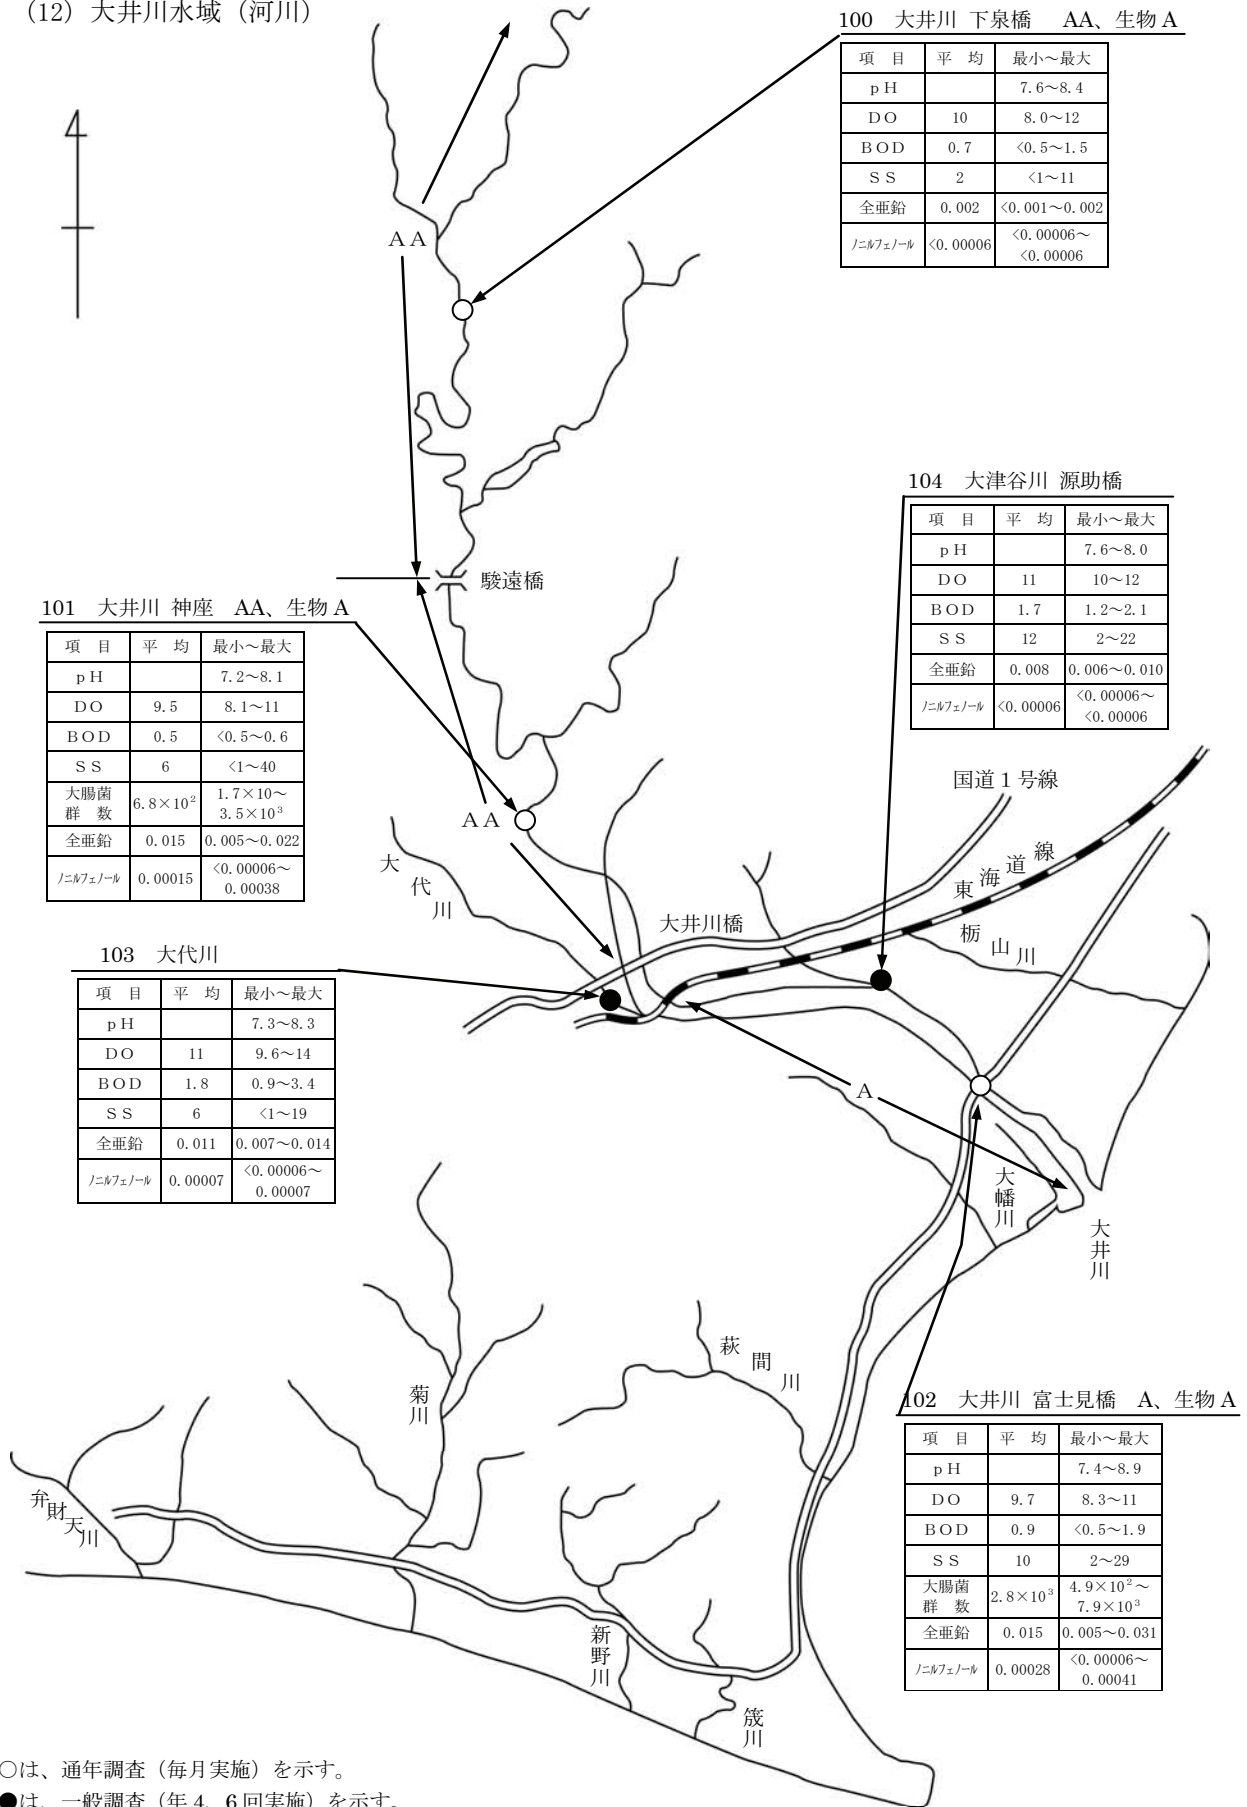 (12) 大井川水域（河川）
100 大井川 下泉橋 AA、生物 A
項 目 平 均 最小～最大
ｐＨ 7.6～8.4
ＤＯ 10 8.0～12
ＢＯＤ 0.7 <0.5～1.5
ＳＳ 2 <1～11
全亜鉛 0.002 <0.001～0.002
ﾉﾆﾙﾌｪﾉｰﾙ <0.00006 <0.00006～
<0.00006
ＡＡ
104 大津谷川 源助橋
項 目 平 均 最小～最大
ｐＨ 7.6～8.0
ＤＯ 11 10～12
ＢＯＤ 1.7 1.2～2.1
ＳＳ 12 2～22
全亜鉛 0.008 0.006～0.010
ﾉﾆﾙﾌｪﾉｰﾙ <0.00006 <0.00006～
<0.00006
駿遠橋
101 大井川 神座 AA、生物 A
項 目 平 均 最小～最大
ｐＨ 7.2～8.1
ＤＯ 9.5 8.1～11
ＢＯＤ 0.5 <0.5～0.6
ＳＳ 6 <1～40
大腸菌
群 数 6.8×10² 1.7×10～
3.5×10³
全亜鉛 0.015 0.005～0.022
ﾉﾆﾙﾌｪﾉｰﾙ 0.00015 <0.00006～
0.00038
ＡＡ
国道 1 号線
東海道線
大代川
大井川橋
栃山川
103 大代川
項 目 平 均 最小～最大
ｐＨ 7.3～8.3
ＤＯ 11 9.6～14
ＢＯＤ 1.8 0.9～3.4
ＳＳ 6 <1～19
全亜鉛 0.011 0.007～0.014
ﾉﾆﾙﾌｪﾉｰﾙ 0.00007 <0.00006～
0.00007
Ａ
大幡川
大井川
萩間川
菊川
102 大井川 富士見橋 A、生物 A
項 目 平 均 最小～最大
ｐＨ 7.4～8.9
ＤＯ 9.7 8.3～11
ＢＯＤ 0.9 <0.5～1.9
ＳＳ 10 2～29
大腸菌
群 数 2.8×10³ 4.9×10²～
7.9×10³
全亜鉛 0.015 0.005～0.031
ﾉﾆﾙﾌｪﾉｰﾙ 0.00028 <0.00006～
0.00041
弁財天川
新野川
筬川
○は、通年調査（毎月実施）を示す。
●は、一般調査（年 4、6 回実施）を示す。